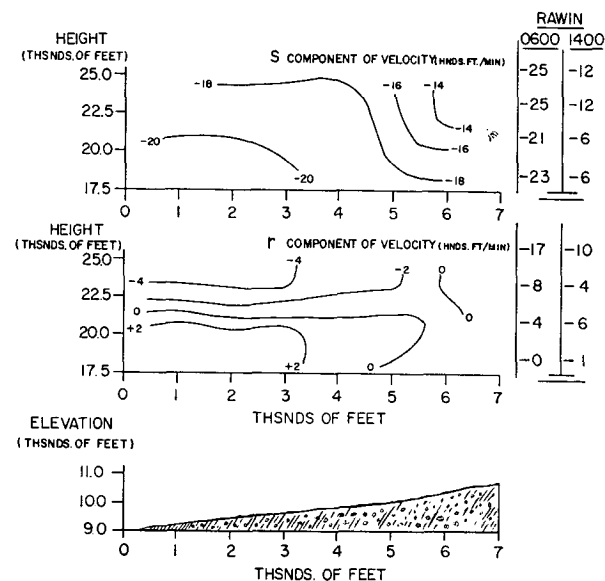 RAWIN
0600 1400
HEIGHT
(THSNDS. OF FEET)
S COMPONENT OF VELOCITY (HNDS. FT./MIN)
25.0
22.5
20.0
17.5
-18
-16
-14
-14
-20
-16
-20
-18
-25 -12
-25 -12
-21 -6
-23 -6
0 1 2 3 4 5 6 7
HEIGHT
(THSNDS. OF FEET)
r COMPONENT OF VELOCITY (HNDS. FT/MIN)
25.0
22.5
20.0
17.5
-4
-4
-2
0
0
0
+2
+2
0
-17 -10
-8 -4
-4 -6
-0 -1
0 1 2 3 4 5 6 7
THSNDS OF FEET
ELEVATION
(THSNDS. OF FEET)
11.0
10.0
9.0
0 1 2 3 4 5 6 7
THSNDS. OF FEET